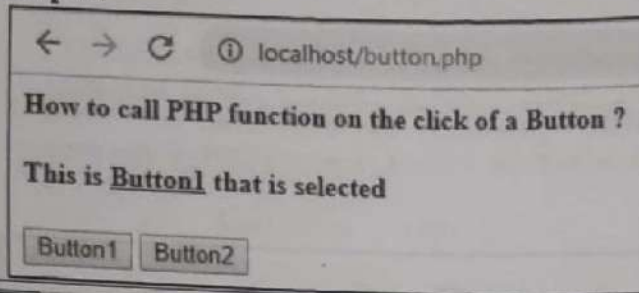 localhost/button.php
How to call PHP function on the click of a Button ?
This is Button1 that is selected
Button1 Button2